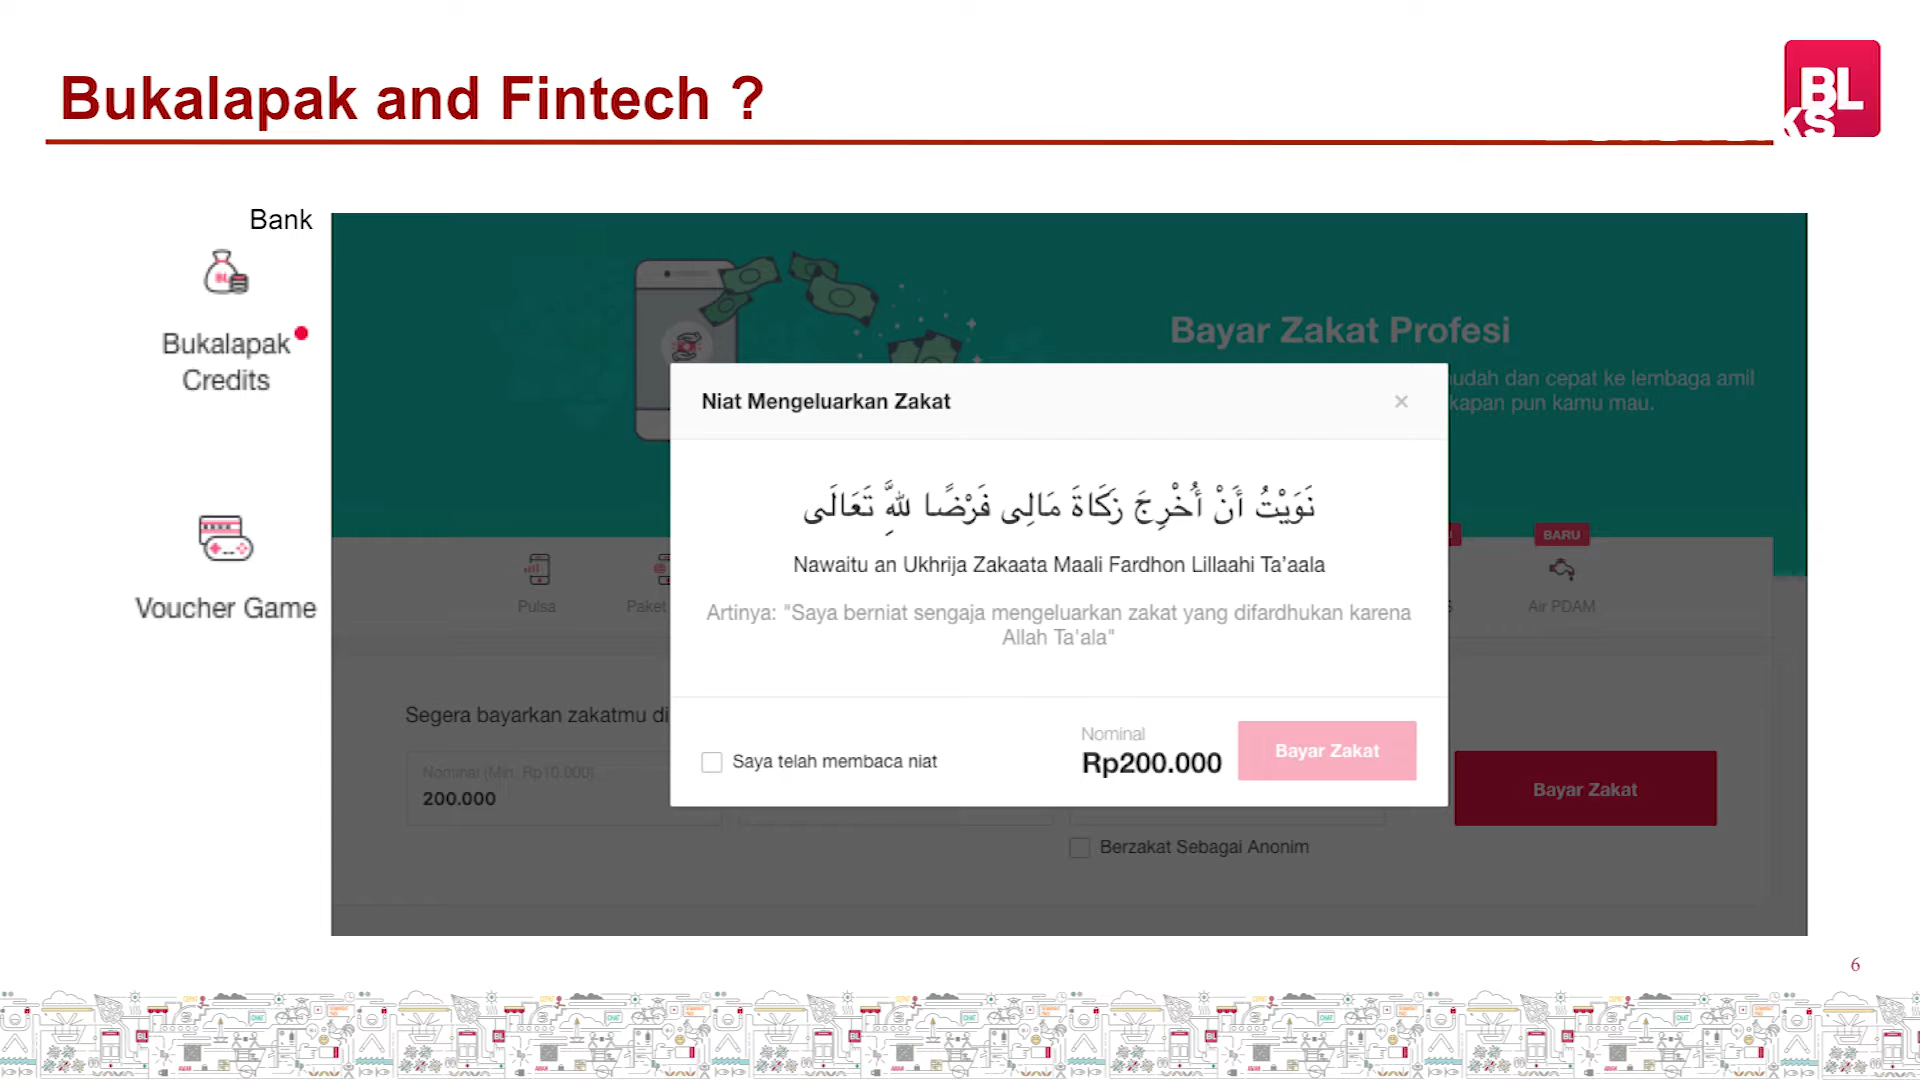 Bukalapak and Fintech ?
BL
KS
Bank
Bukalapak
Credits
Voucher Game
Bayar Zakat Profesi
mudah dan cepat ke lembaga amil
kapan pun kamu mau.
Niat Mengeluarkan Zakat
نَوَيْتُ أَنْ أُخْرِجَ زَكَاةَ مَالِى فَرْضًا للهِ تَعَالَى
Nawaitu an Ukhrija Zakaata Maali Fardhon Lillaahi Ta'aala
Artinya: "Saya berniat sengaja mengeluarkan zakat yang difardhukan karena
Allah Ta'ala"
BARU
Pulsa
Paket
Air PDAM
Segera bayarkan zakatmu di
Nominal (Min. Rp10.000)
200.000
Saya telah membaca niat
Nominal
Rp200.000
Bayar Zakat
Bayar Zakat
Berzakat Sebagai Anonim
6